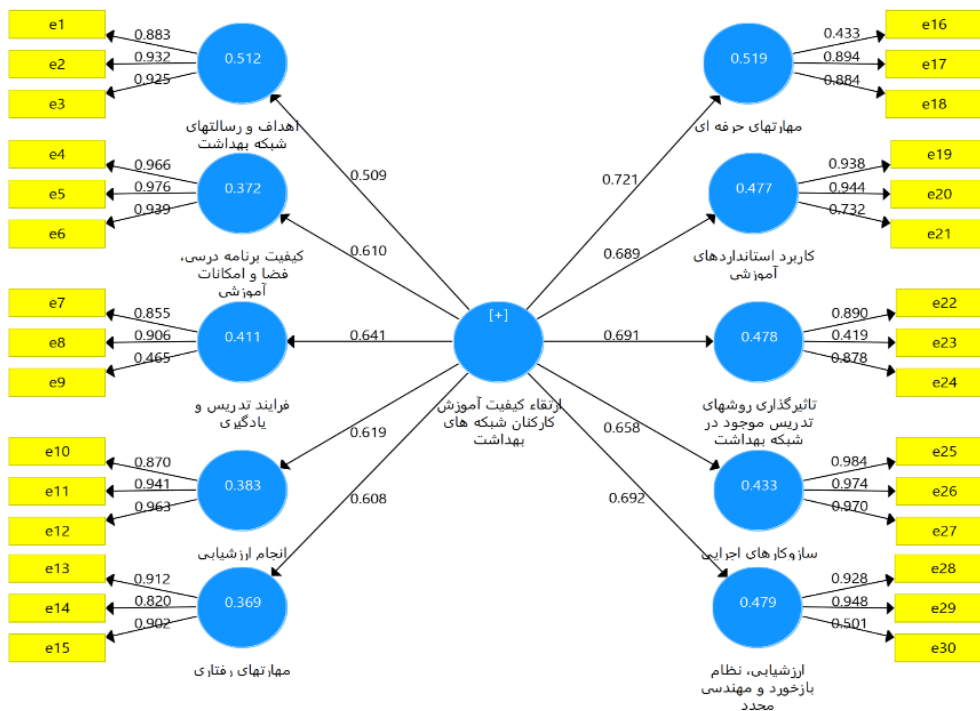 e1
0.883
e2
0.932
e3
0.925
0.512
اهداف و رسالتهای
شبکه بهداشت
0.509
e4
0.966
e5
0.976
e6
0.939
0.372
کیفیت برنامه درسی،
فضا و امکانات
آموزشی
0.610
e7
0.855
e8
0.906
e9
0.465
0.411
فرایند تدریس و
یادگیری
0.641
e10
0.870
e11
0.941
e12
0.963
0.383
انجام ارزشیابی
0.619
e13
0.912
e14
0.820
e15
0.902
0.369
مهارتهای رفتاری
0.608
[+]
ارتقاء کیفیت آموزش
کارکنان شبکه های
بهداشت
e16
0.433
e17
0.894
e18
0.884
0.519
مهارتهای حرفه ای
0.721
e19
0.938
e20
0.944
e21
0.732
0.477
کاربرد استانداردهای
آموزشی
0.689
e22
0.890
e23
0.419
e24
0.878
0.478
تاثیرگذاری روشهای
تدریس موجود در
شبکه بهداشت
0.691
e25
0.984
e26
0.974
e27
0.970
0.433
سازوکارهای اجرایی
0.658
e28
0.928
e29
0.948
e30
0.501
0.479
ارزشیابی، نظام
بازخورد و مهندسی
مجدد
0.692